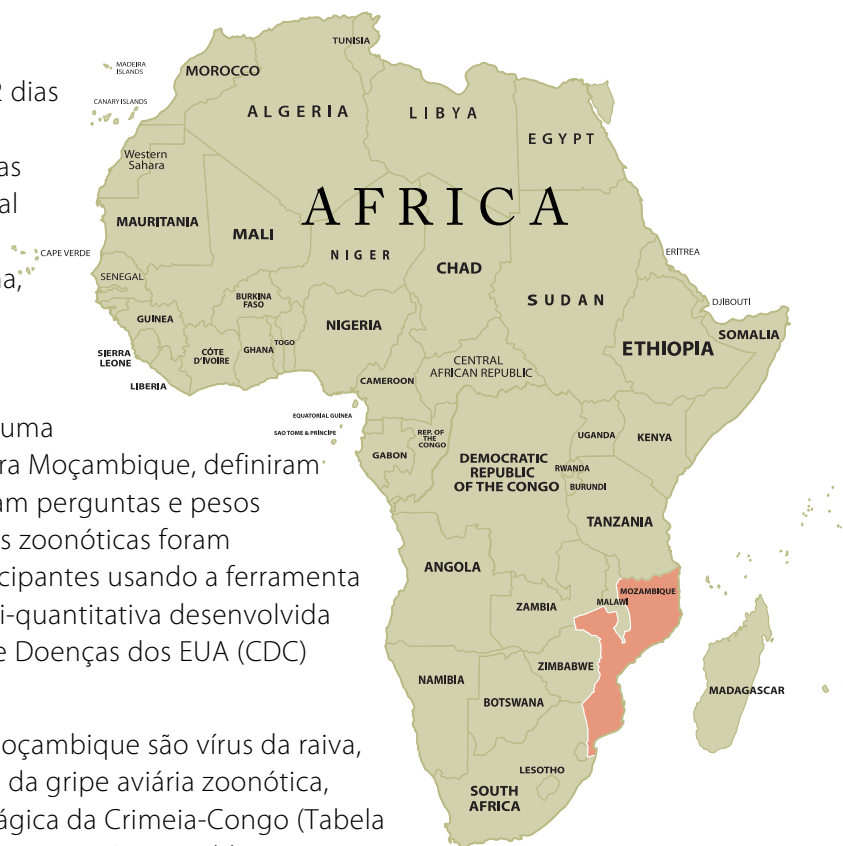 2 dias
as
al
na,
uma
ra Moçambique, definiram
am perguntas e pesos
s zoonóticas foram
cipantes usando a ferramenta
i-quantitativa desenvolvida
e Doenças dos EUA (CDC)
oçambique são vírus da raiva,
da gripe aviária zoonótica,
ágica da Crimeia-Congo (Tabela
TUNISIA
MADEIRA
ISLANDS
MOROCCO
CANARY ISLANDS
ALGERIA
LIBYA
EGYPT
Western
Sahara
AFRICA
MAURITANIA
MALI
NIGER
CHAD
SUDAN
ERITREA
CAPE VERDE
SENEGAL
BURKINA
FASO
DJIBOUTI
GUINEA
NIGERIA
SOMALIA
ETHIOPIA
SIERRA
LEONE
CÔTE
D'IVOIRE
GHANA
TOGO
CENTRAL
AFRICAN REPUBLIC
LIBERIA
CAMEROON
EQUATORIAL GUINEA
SAO TOME & PRÍNCIPE
REP. OF
THE
CONGO
GABON
UGANDA
KENYA
DEMOCRATIC
REPUBLIC
OF THE CONGO
RWANDA
BURUNDI
TANZANIA
ANGOLA
MOZAMBIQUE
MALAWI
ZAMBIA
ZIMBABWE
NAMIBIA
MADAGASCAR
BOTSWANA
LESOTHO
SOUTH
AFRICA